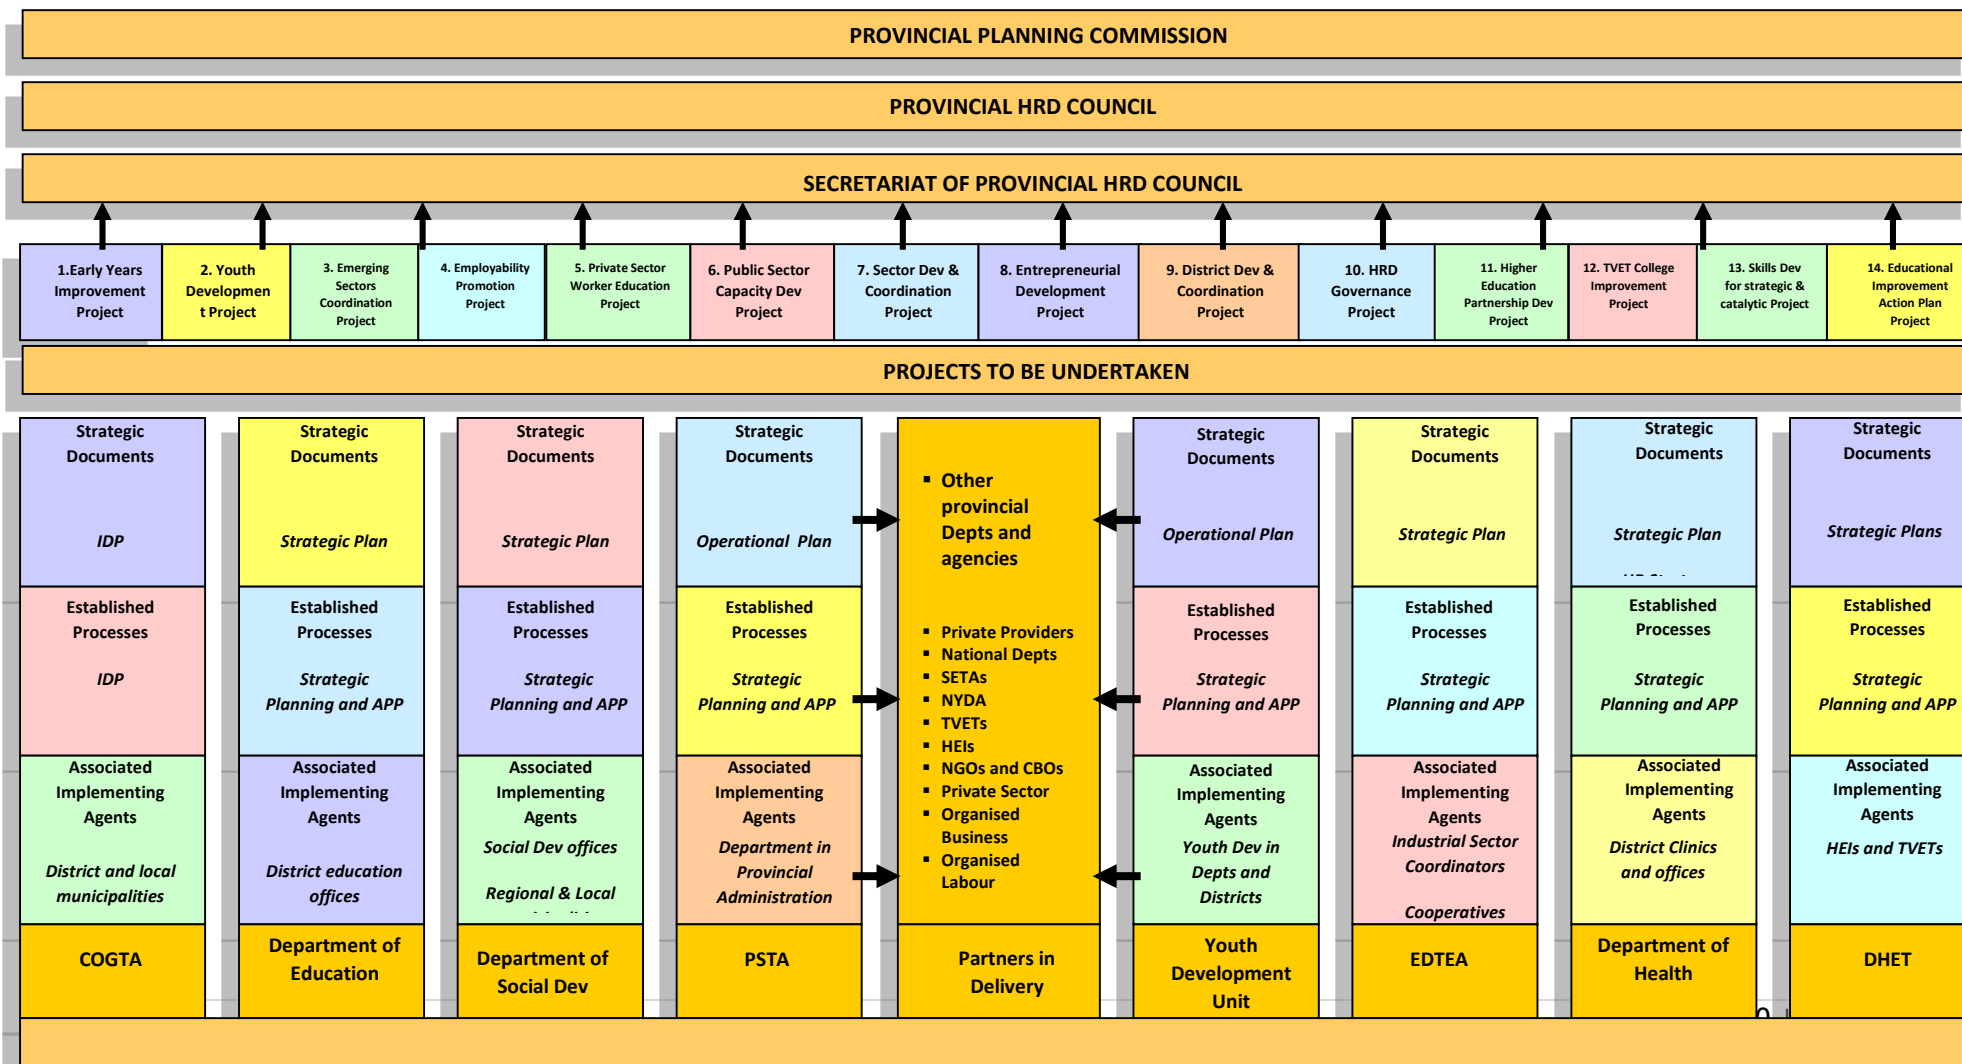 PROVINCIAL PLANNING COMMISSION
PROVINCIAL HRD COUNCIL
SECRETARIAT OF PROVINCIAL HRD COUNCIL
1.Early Years
Improvement
Project
2. Youth
Developmen
t Project
3. Emerging
Sectors
Coordination
Project
4. Employability
Promotion
Project
5. Private Sector
Worker Education
Project
6. Public Sector
Capacity Dev
Project
7. Sector Dev &
Coordination
Project
8. Entrepreneurial
Development
Project
9. District Dev &
Coordination
Project
10. HRD
Governance
Project
11. Higher
Education
Partnership Dev
Project
12. TVET College
Improvement
Project
13. Skills Dev
for strategic &
catalytic Project
14. Educational
Improvement
Action Plan
Project
PROJECTS TO BE UNDERTAKEN
Strategic
Documents
IDP
Established
Processes
IDP
Associated
Implementing
Agents
District and local
municipalities
COGTA
Strategic
Documents
Strategic Plan
Established
Processes
Strategic
Planning and APP
Associated
Implementing
Agents
District education
offices
Department of
Education
Strategic
Documents
Strategic Plan
Established
Processes
Strategic
Planning and APP
Associated
Implementing
Agents
Social Dev offices
Regional & Local
Department of
Social Dev
Strategic
Documents
Operational Plan
Established
Processes
Strategic
Planning and APP
Associated
Implementing
Agents
Department in
Provincial
Administration
PSTA
▪ Other
provincial
Depts and
agencies
▪ Private Providers
▪ National Depts
▪ SETAs
▪ NYDA
▪ TVETs
▪ HEIs
▪ NGOs and CBOs
▪ Private Sector
▪ Organised
Business
▪ Organised
Labour
Partners in
Delivery
Strategic
Documents
Operational Plan
Established
Processes
Strategic
Planning and APP
Associated
Implementing
Agents
Youth Dev in
Depts and
Districts
Youth
Development
Unit
Strategic
Documents
Strategic Plan
Established
Processes
Strategic
Planning and APP
Associated
Implementing
Agents
Industrial Sector
Coordinators
Cooperatives
EDTEA
Strategic
Documents
Strategic Plan
Established
Processes
Strategic
Planning and APP
Associated
Implementing
Agents
District Clinics
and offices
Department of
Health
Strategic
Documents
Strategic Plans
Established
Processes
Strategic
Planning and APP
Associated
Implementing
Agents
HEIs and TVETs
DHET